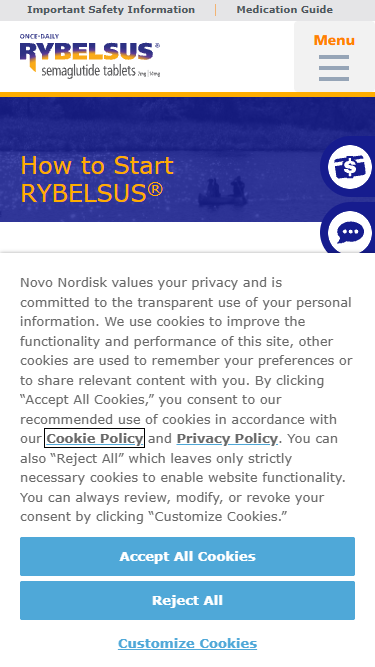 Important Safety Information
Medication Guide
Menu
ONCE-DAILY
RYBELSUS®
semaglutide tablets 7mg | 14mg
How to Start
RYBELSUS®
$
Novo Nordisk values your privacy and is
committed to the transparent use of your personal
information. We use cookies to improve the
functionality and performance of this site, other
cookies are used to remember your preferences or
to share relevant content with you. By clicking
“Accept All Cookies,” you consent to our
recommended use of cookies in accordance with
our Cookie Policy and Privacy Policy. You can
also “Reject All” which leaves only strictly
necessary cookies to enable website functionality.
You can always review, modify, or revoke your
consent by clicking “Customize Cookies.”
Accept All Cookies
Reject All
Customize Cookies